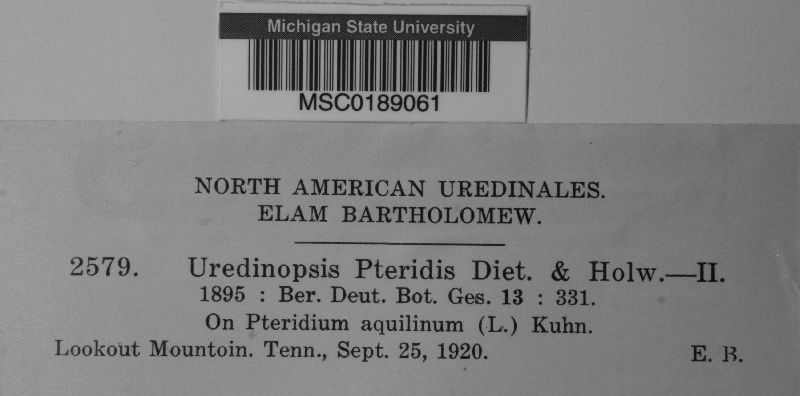 Michigan State University
MSC0189061
NORTH AMERICAN UREDINALES.
ELAM BARTHOLOMEW.
2579. Uredinopsis Pteridis Diet. & Holw.—II.
1895 : Ber. Deut. Bot. Ges. 13 : 331.
On Pteridium aquilinum (L.) Kuhn.
Lookout Mountoin. Tenn., Sept. 25, 1920. E. B.